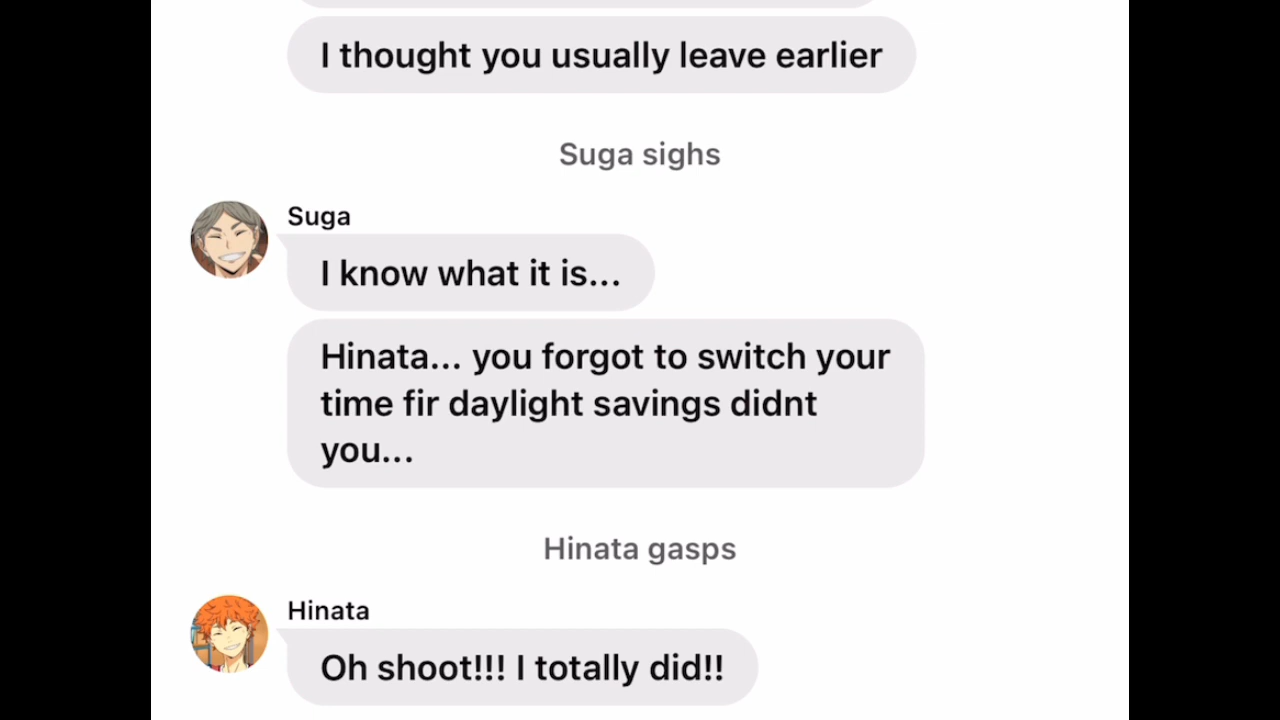 I thought you usually leave earlier
Suga sighs
Suga
I know what it is...
Hinata... you forgot to switch your
time fir daylight savings didnt
you...
Hinata gasps
Hinata
Oh shoot!!! I totally did!!